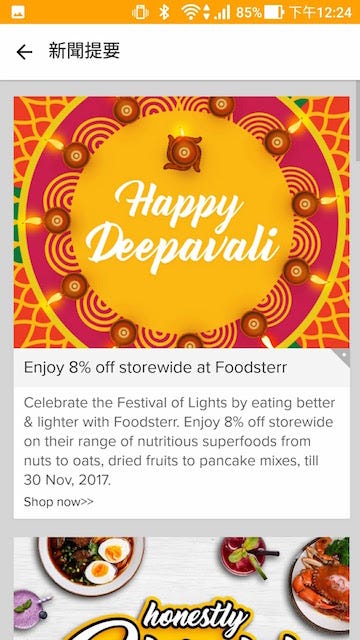 85% 下午12:24
新聞提要
Happy
Deepavali
Enjoy 8% off storewide at Foodsterr
Celebrate the Festival of Lights by eating better
& lighter with Foodsterr. Enjoy 8% off storewide
on their range of nutritious superfoods from
nuts to oats, dried fruits to pancake mixes, till
30 Nov, 2017.
Shop now>>
honestly